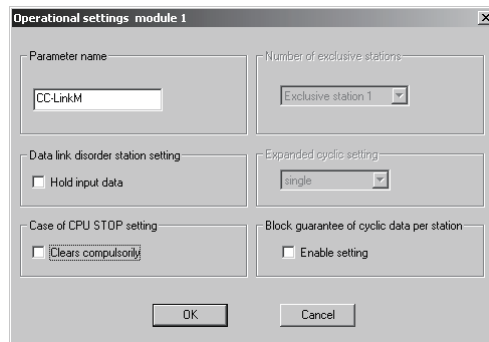 Operational settings module 1
Parameter name
CC-LinkM
Number of exclusive stations
Exclusive station 1
Data link disorder station setting
Hold input data
Expanded cyclic setting
single
Case of CPU STOP setting
Clears compulsorily
Block guarantee of cyclic data per station
Enable setting
OK
Cancel